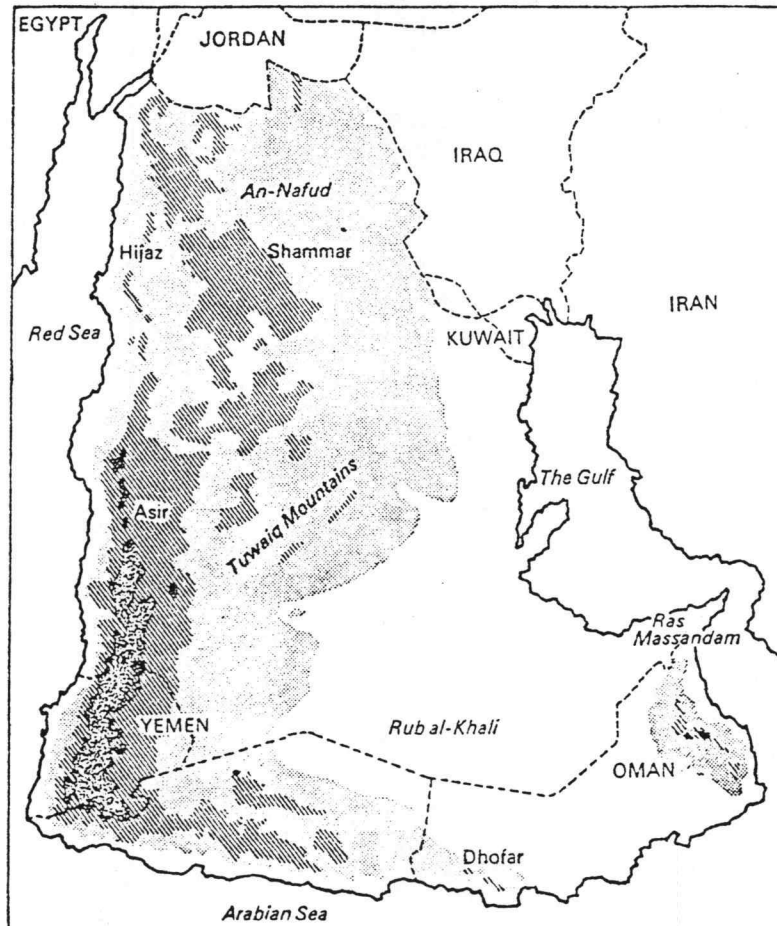 EGYPT
JORDAN
IRAQ
An-Nafud
Hijaz
Shammar
IRAN
Red Sea
KUWAIT
The Gulf
Tuwaiq Mountains
Asir
Ras
Massandam
YEMEN
Rub al-Khali
OMAN
Dhofar
Arabian Sea